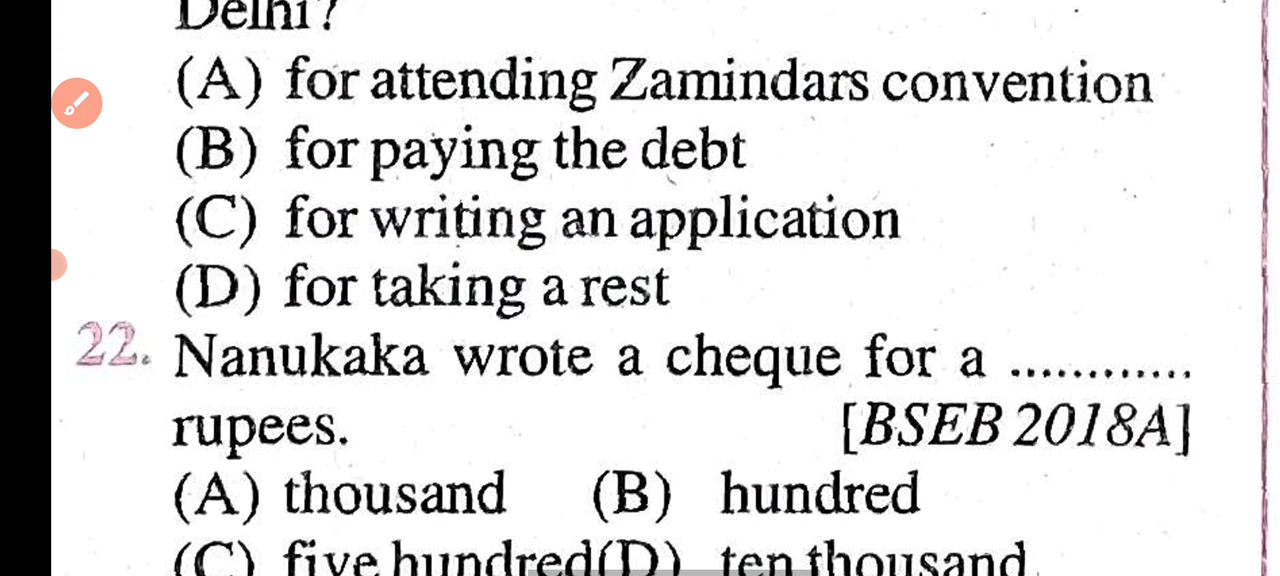 Delhi?
(A) for attending Zamindars convention
(B) for paying the debt
(C) for writing an application
(D) for taking a rest
22. Nanukaka wrote a cheque for a ............
rupees. [BSEB 2018A]
(A) thousand (B) hundred
(C) five hundred (D) ten thousand